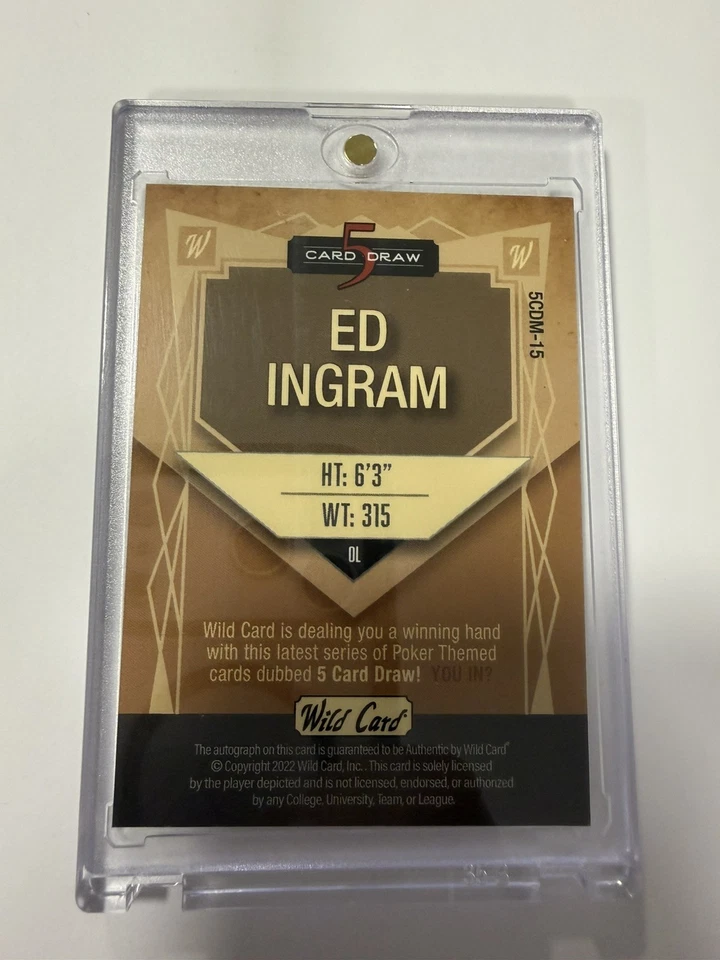 W
W
5
CARD DRAW
5CDM-15
ED
INGRAM
HT: 6'3"
WT: 315
OL
Wild Card is dealing you a winning hand
with this latest series of Poker Themed
cards dubbed 5 Card Draw! YOU IN?
Wild Card
The autograph on this card is guaranteed to be Authentic by Wild Card®
© Copyright 2022 Wild Card, Inc.. This card is solely licensed
by the player depicted and is not licensed, endorsed, or authorized
by any College, University, Team, or League.